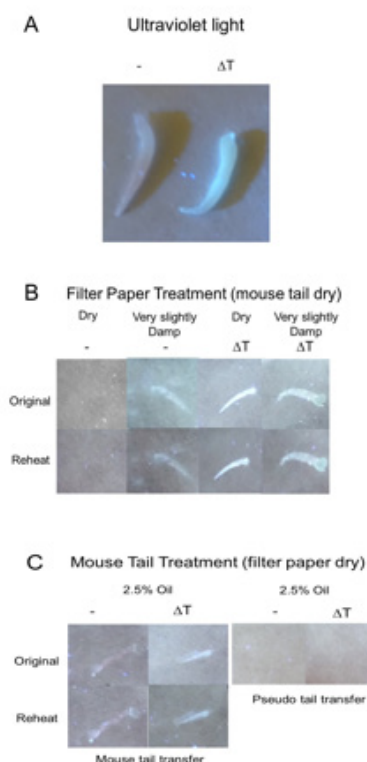 A
Ultraviolet light
- ΔT
B
Filter Paper Treatment (mouse tail dry)
Dry Very slightly Damp Dry Very slightly Damp
- - ΔT ΔT
Original
Reheat
C
Mouse Tail Treatment (filter paper dry)
2.5% Oil 2.5% Oil
- ΔT - ΔT
Original
Pseudo tail transfer
Reheat
Mouse tail transfer